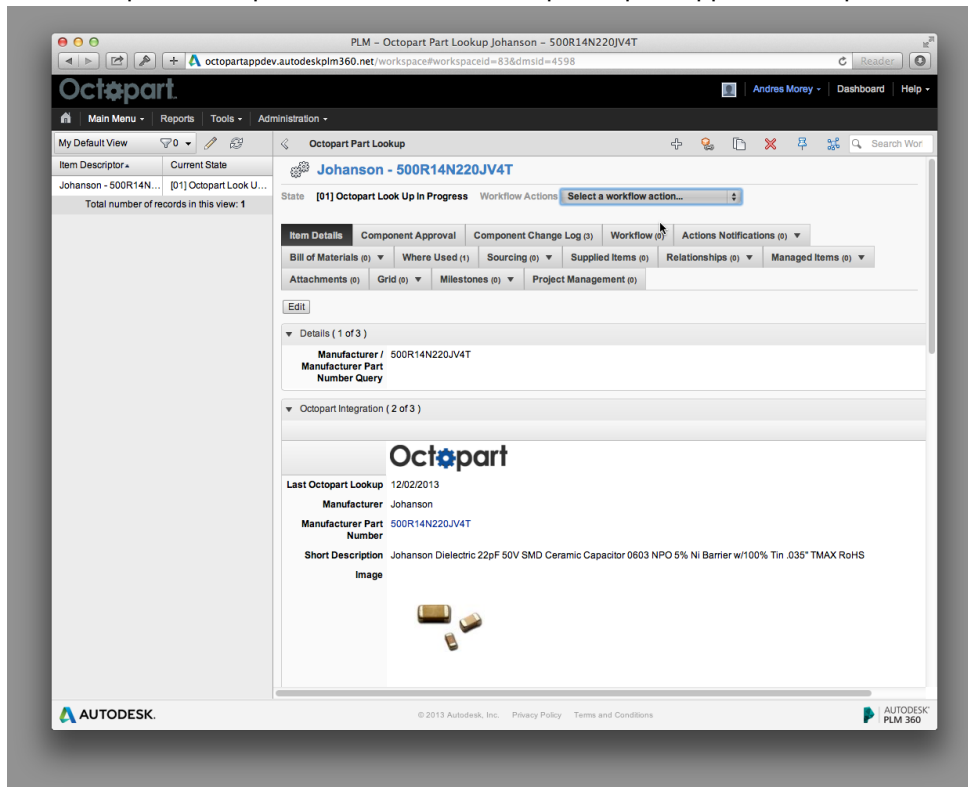 PLM – Octopart Part Lookup Johanson – 500R14N220JV4T
octopartappdev.autodeskplm360.net/workspace#workspaceid=83&dmsid=4598
Reader
Octopart
Andres Morey
Dashboard
Help
Main Menu
Reports
Tools
Administration
My Default View
0
Octopart Part Lookup
Search Wor
Item Descriptor
Current State
Johanson - 500R14N...
[01] Octopart Look U...
Total number of records in this view: 1
Johanson - 500R14N220JV4T
State [01] Octopart Look Up In Progress Workflow Actions Select a workflow action...
Item Details Component Approval Component Change Log (3) Workflow (0) Actions Notifications (0)
Bill of Materials (0) Where Used (1) Sourcing (0) Supplied Items (0) Relationships (0) Managed Items (0)
Attachments (0) Grid (0) Milestones (0) Project Management (0)
Edit
Details ( 1 of 3 )
Manufacturer / 500R14N220JV4T
Manufacturer Part
Number Query
Octopart Integration ( 2 of 3 )
Octopart
Last Octopart Lookup 12/02/2013
Manufacturer Johanson
Manufacturer Part 500R14N220JV4T
Number
Short Description Johanson Dielectric 22pF 50V SMD Ceramic Capacitor 0603 NPO 5% Ni Barrier w/100% Tin .035" TMAX RoHS
Image
AUTODESK.
© 2013 Autodesk, Inc. Privacy Policy Terms and Conditions
AUTODESK'
PLM 360